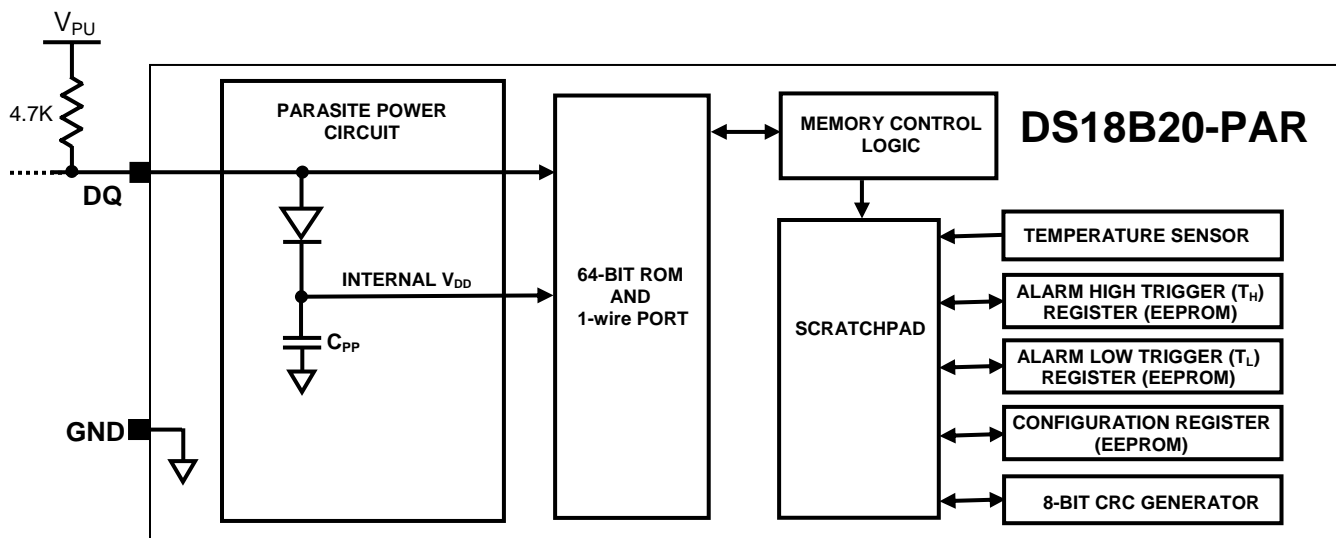 VPU
4.7K
DQ
GND
PARASITE POWER
CIRCUIT
INTERNAL VDD
CPP
64-BIT ROM
AND
1-wire PORT
MEMORY CONTROL
LOGIC
SCRATCHPAD
DS18B20-PAR
TEMPERATURE SENSOR
ALARM HIGH TRIGGER (TH)
REGISTER (EEPROM)
ALARM LOW TRIGGER (TL)
REGISTER (EEPROM)
CONFIGURATION REGISTER
(EEPROM)
8-BIT CRC GENERATOR